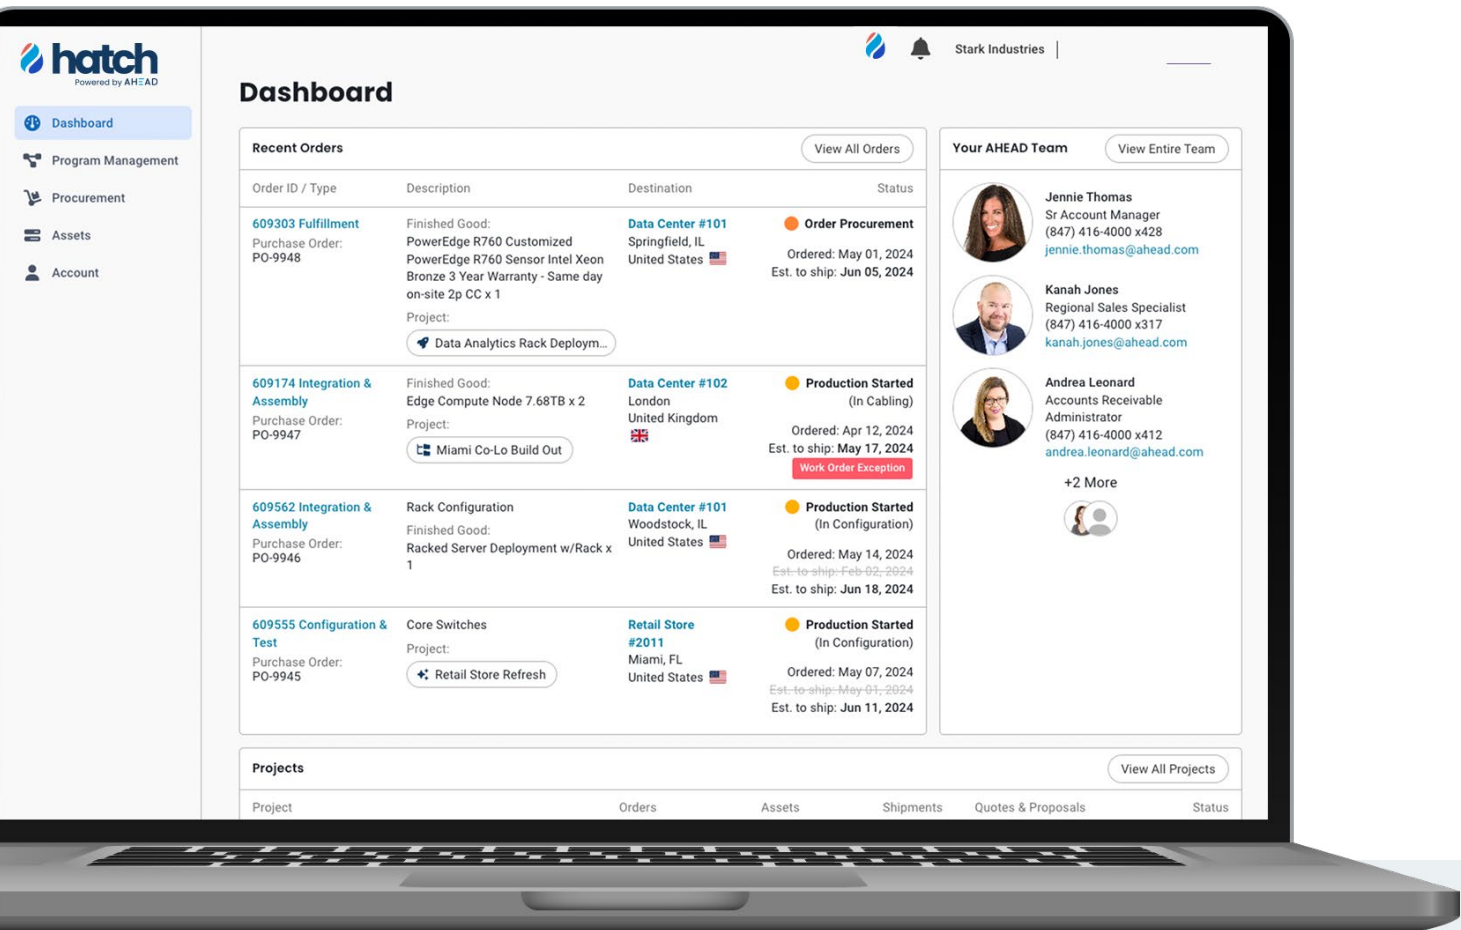 hatch
Powered by AHEAD
Stark Industries
Dashboard
Program Management
Procurement
Assets
Account
Dashboard
Recent Orders
View All Orders
Order ID / Type
Description
Destination
Status
609303 Fulfillment
Purchase Order:
PO-9948
Finished Good:
PowerEdge R760 Customized
PowerEdge R760 Sensor Intel Xeon
Bronze 3 Year Warranty - Same day
on-site 2p CC x 1
Project:
Data Analytics Rack Deploym...
Data Center #101
Springfield, IL
United States
Order Procurement
Ordered: May 01, 2024
Est. to ship: Jun 05, 2024
609174 Integration &
Assembly
Purchase Order:
PO-9947
Finished Good:
Edge Compute Node 7.68TB x 2
Project:
Miami Co-Lo Build Out
Data Center #102
London
United Kingdom
Production Started
(In Cabling)
Ordered: Apr 12, 2024
Est. to ship: May 17, 2024
Work Order Exception
609562 Integration &
Assembly
Purchase Order:
PO-9946
Rack Configuration
Finished Good:
Racked Server Deployment w/Rack x
1
Data Center #101
Woodstock, IL
United States
Production Started
(In Configuration)
Ordered: May 14, 2024
Est. to ship: Feb 02, 2024
Est. to ship: Jun 18, 2024
609555 Configuration &
Test
Purchase Order:
PO-9945
Core Switches
Project:
Retail Store Refresh
Retail Store
#2011
Miami, FL
United States
Production Started
(In Configuration)
Ordered: May 07, 2024
Est. to ship: May 01, 2024
Est. to ship: Jun 11, 2024
Your AHEAD Team
View Entire Team
Jennie Thomas
Sr Account Manager
(847) 416-4000 x428
jennie.thomas@ahead.com
Kanah Jones
Regional Sales Specialist
(847) 416-4000 x317
kanah.jones@ahead.com
Andrea Leonard
Accounts Receivable
Administrator
(847) 416-4000 x412
andrea.leonard@ahead.com
+2 More
Projects
View All Projects
Project
Orders
Assets
Shipments
Quotes & Proposals
Status